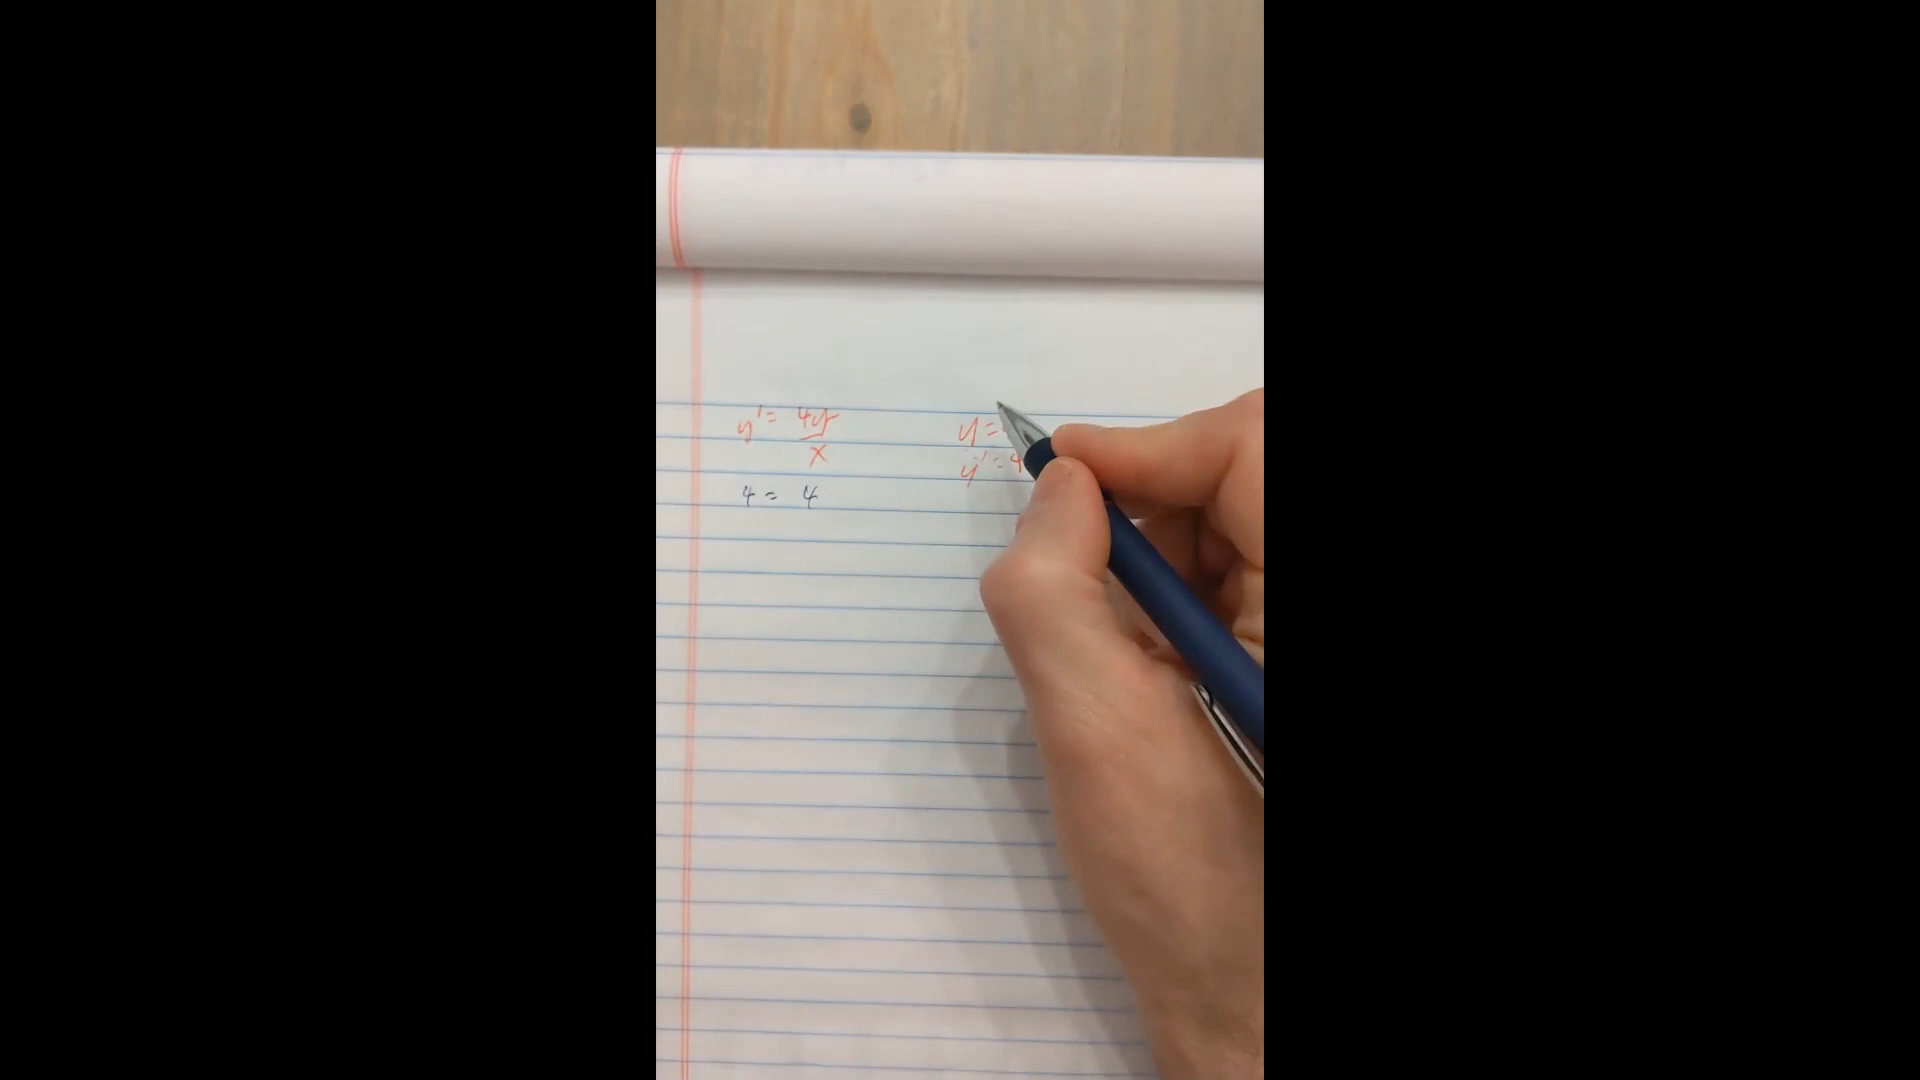 y' = 4y/x
4 = 4
y =
y' = 4